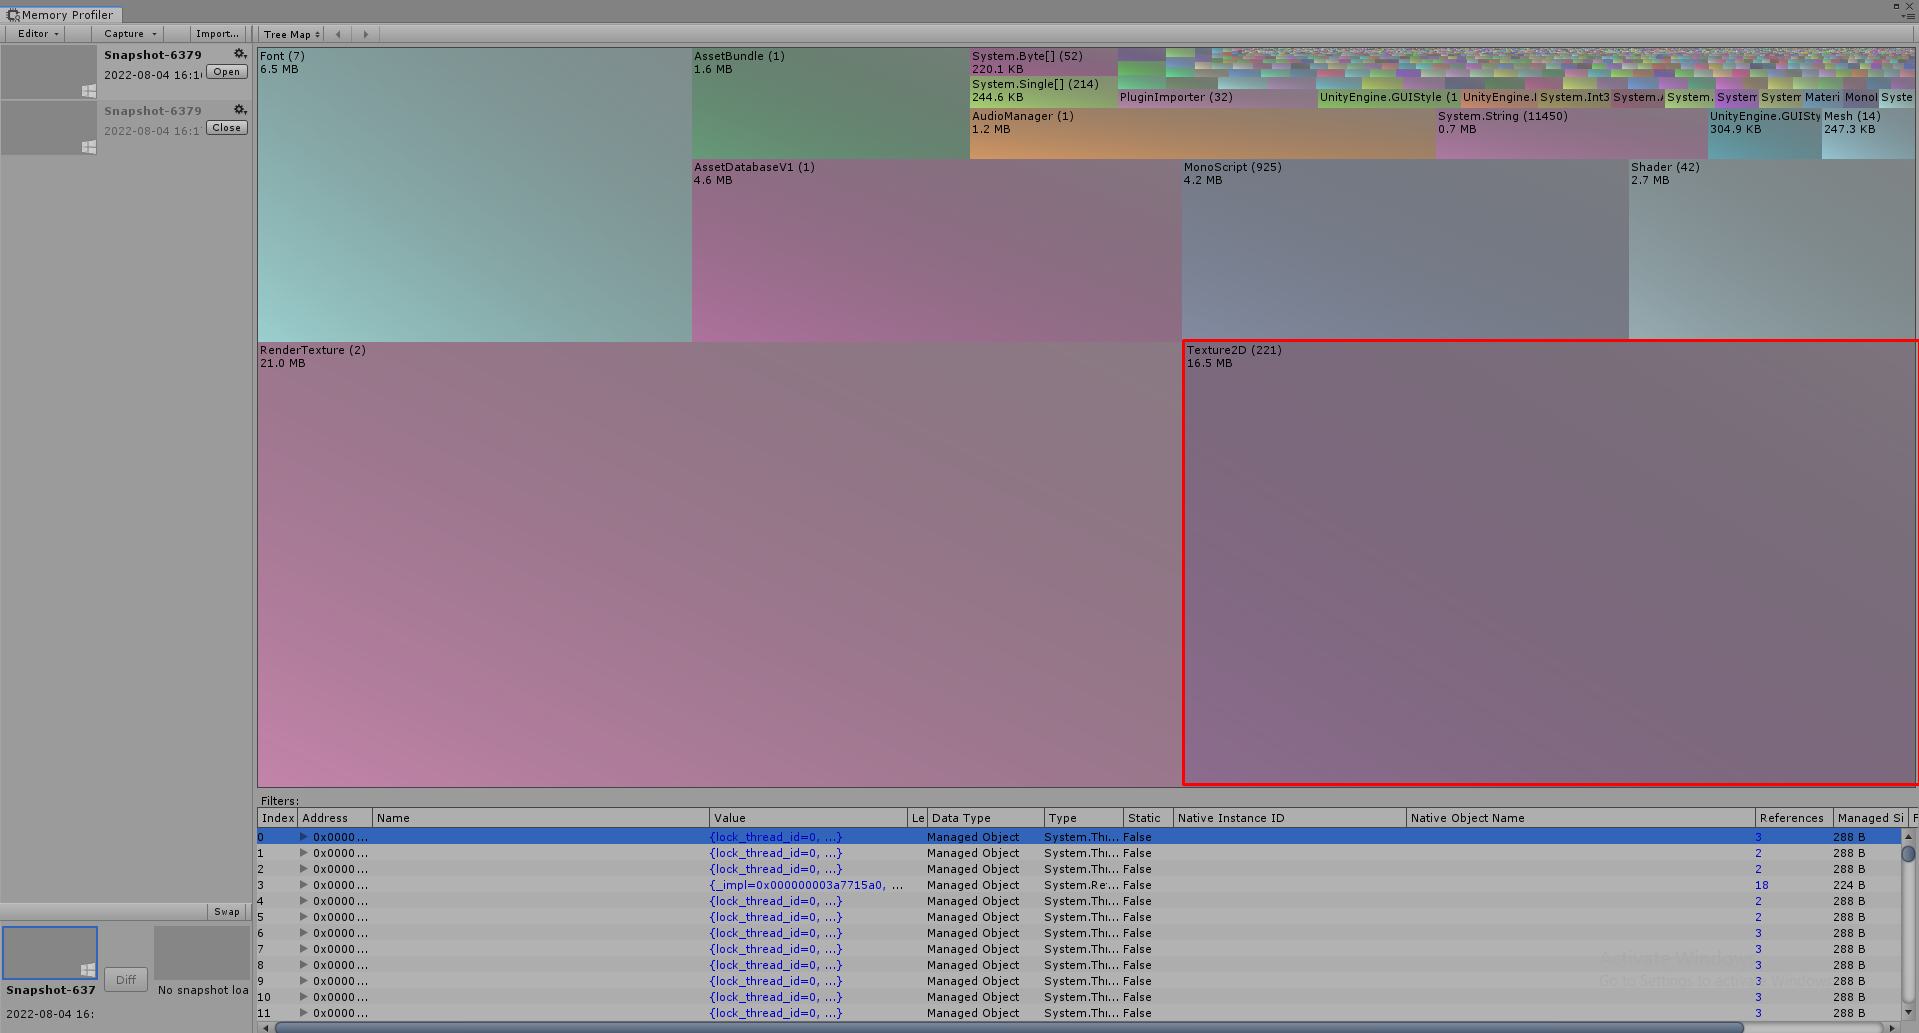 Memory Profiler
Editor
Capture
Import...
Tree Map
Snapshot-6379
2022-08-04 16:1
Open
Snapshot-6379
2022-08-04 16:1
Close
Font (7)
6.5 MB
AssetBundle (1)
1.6 MB
System.Byte[] (52)
220.1 KB
System.Single[] (214)
244.6 KB
PluginImporter (32)
UnityEngine.GUIStyle (1
UnityEngine.I
System.Int3
System./
System.
System
System
Materi
Monol
Syste
AudioManager (1)
1.2 MB
System.String (11450)
0.7 MB
UnityEngine.GUISty
304.9 KB
Mesh (14)
247.3 KB
AssetDatabaseV1 (1)
4.6 MB
MonoScript (925)
4.2 MB
Shader (42)
2.7 MB
RenderTexture (2)
21.0 MB
Texture2D (221)
16.5 MB
Filters:
Index Address Name Value Le Data Type Type Static Native Instance ID Native Object Name References Managed Si F
0 0x0000... {lock_thread_id=0, ...} Managed Object System.Thr... False 3 288 B
1 0x0000... {lock_thread_id=0, ...} Managed Object System.Thr... False 2 288 B
2 0x0000... {lock_thread_id=0, ...} Managed Object System.Thr... False 2 288 B
3 0x0000... {_impl=0x000000003a7715a0, ... Managed Object System.Re... False 18 224 B
4 0x0000... {lock_thread_id=0, ...} Managed Object System.Thr... False 2 288 B
5 0x0000... {lock_thread_id=0, ...} Managed Object System.Thr... False 2 288 B
6 0x0000... {lock_thread_id=0, ...} Managed Object System.Thr... False 3 288 B
7 0x0000... {lock_thread_id=0, ...} Managed Object System.Thr... False 3 288 B
8 0x0000... {lock_thread_id=0, ...} Managed Object System.Thr... False 3 288 B
9 0x0000... {lock_thread_id=0, ...} Managed Object System.Thr... False 3 288 B
10 0x0000... {lock_thread_id=0, ...} Managed Object System.Thr... False 3 288 B
11 0x0000... {lock_thread_id=0, ...} Managed Object System.Thr... False 3 288 B
Swap
Diff
Snapshot-637
2022-08-04 16:
No snapshot loa
Activate Windows
Go to Settings to activate Windows